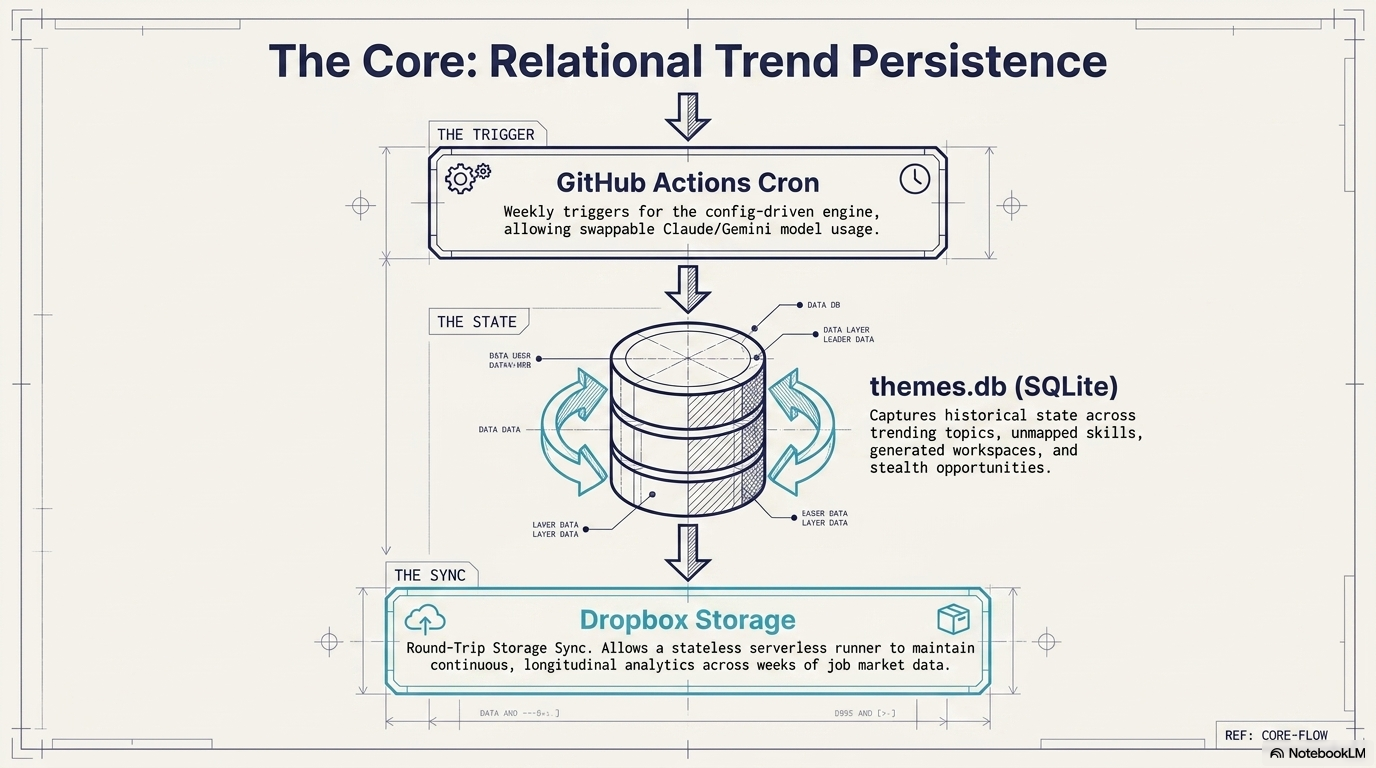 The Core: Relational Trend Persistence
THE TRIGGER
GitHub Actions Cron
Weekly triggers for the config-driven engine,
allowing swappable Claude/Gemini model usage.
THE STATE
DATA DB
DATA LAYER
LEADER DATA
DATA DATA
themes.db (SQLite)
Captures historical state across
trending topics, unmapped skills,
generated workspaces, and
stealth opportunities.
LAYER DATA
LAYER DATA
EASER DATA
LAYER DATA
THE SYNC
Dropbox Storage
Round-Trip Storage Sync. Allows a stateless serverless runner to maintain
continuous, longitudinal analytics across weeks of job market data.
DATA AND
AND [>-]
REF: CORE-FLOW
NotebookLM